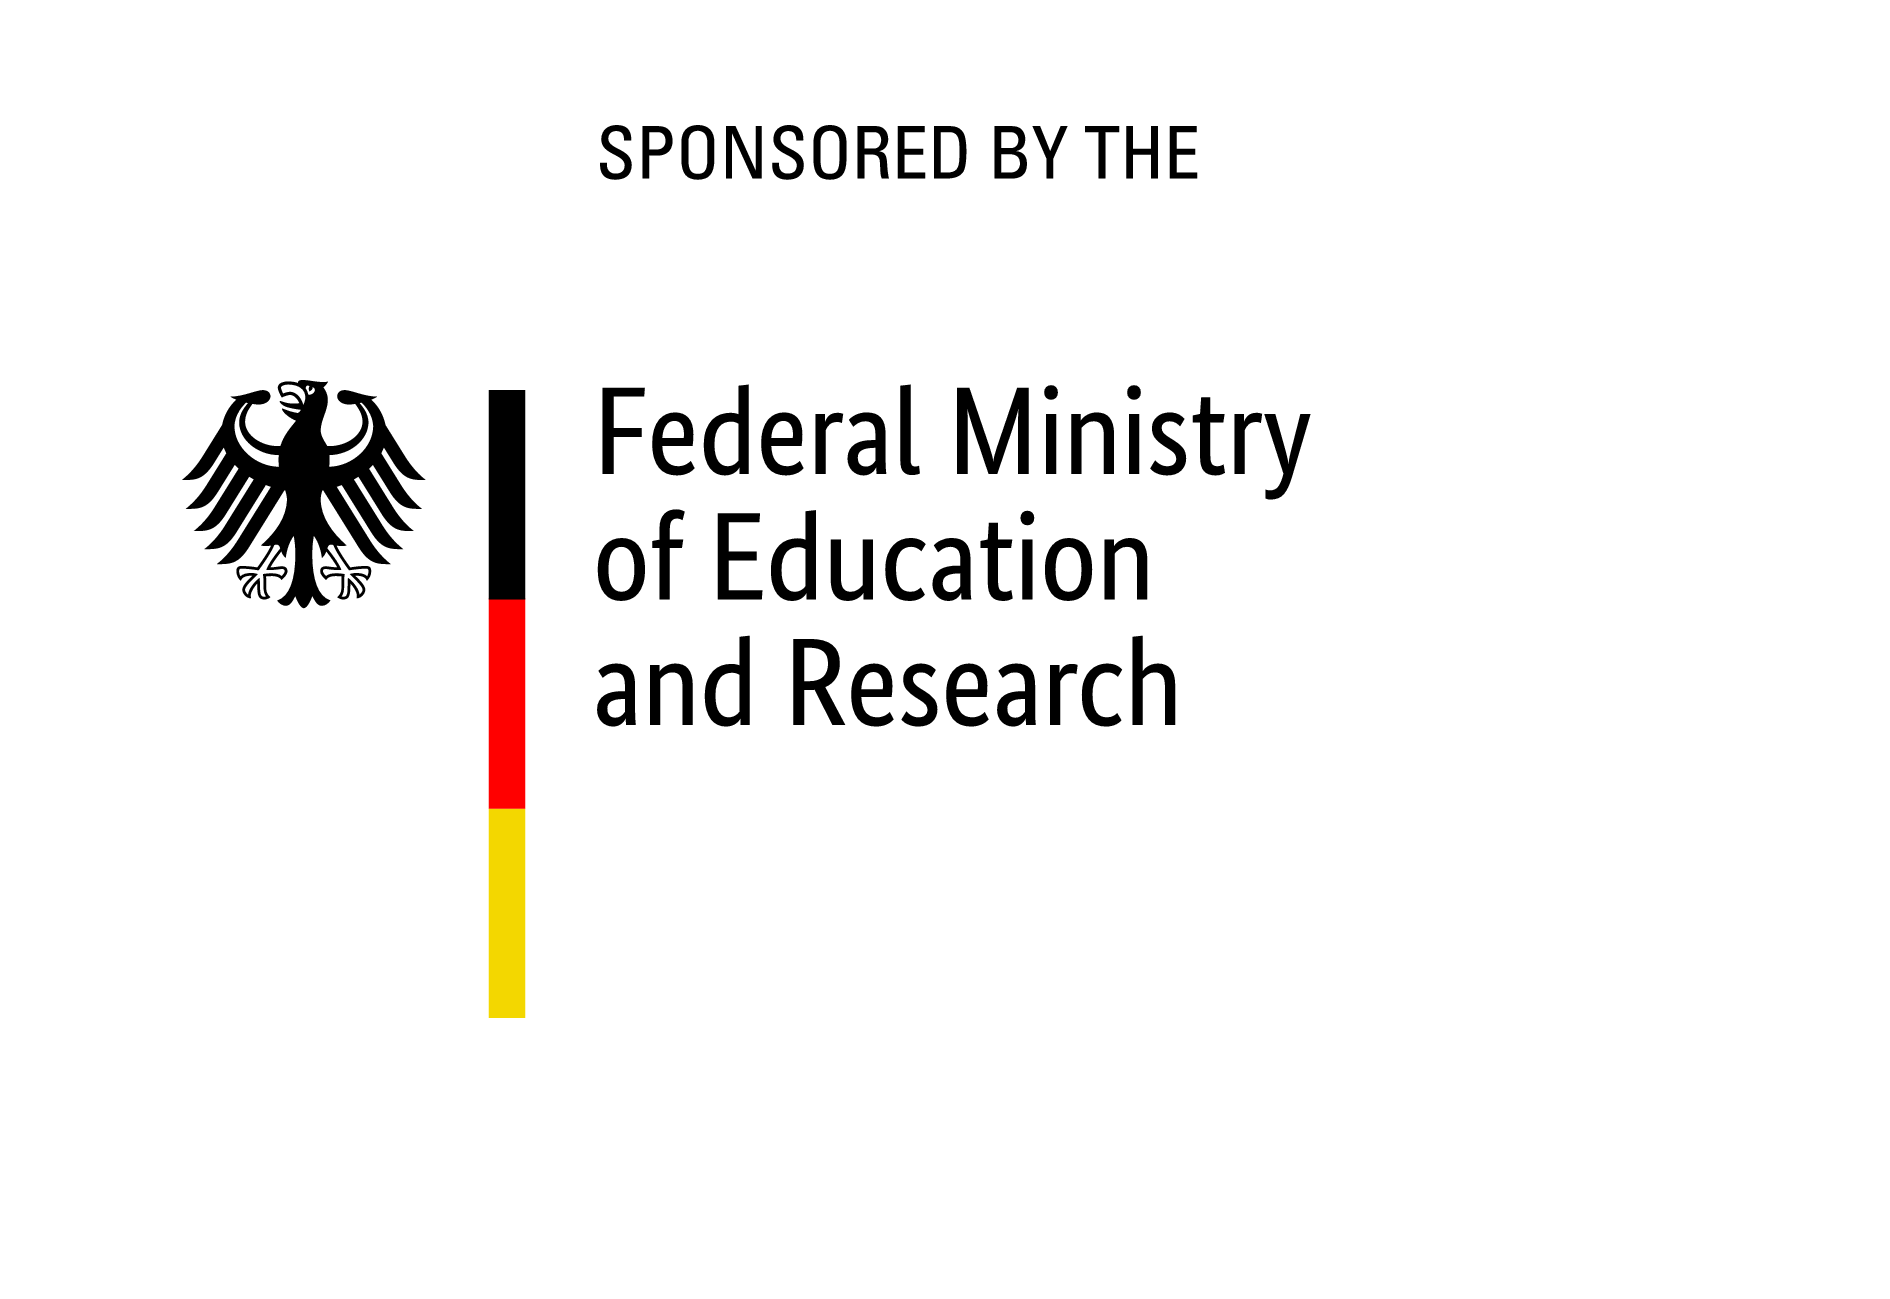 SPONSORED BY THE
Federal Ministry
of Education
and Research